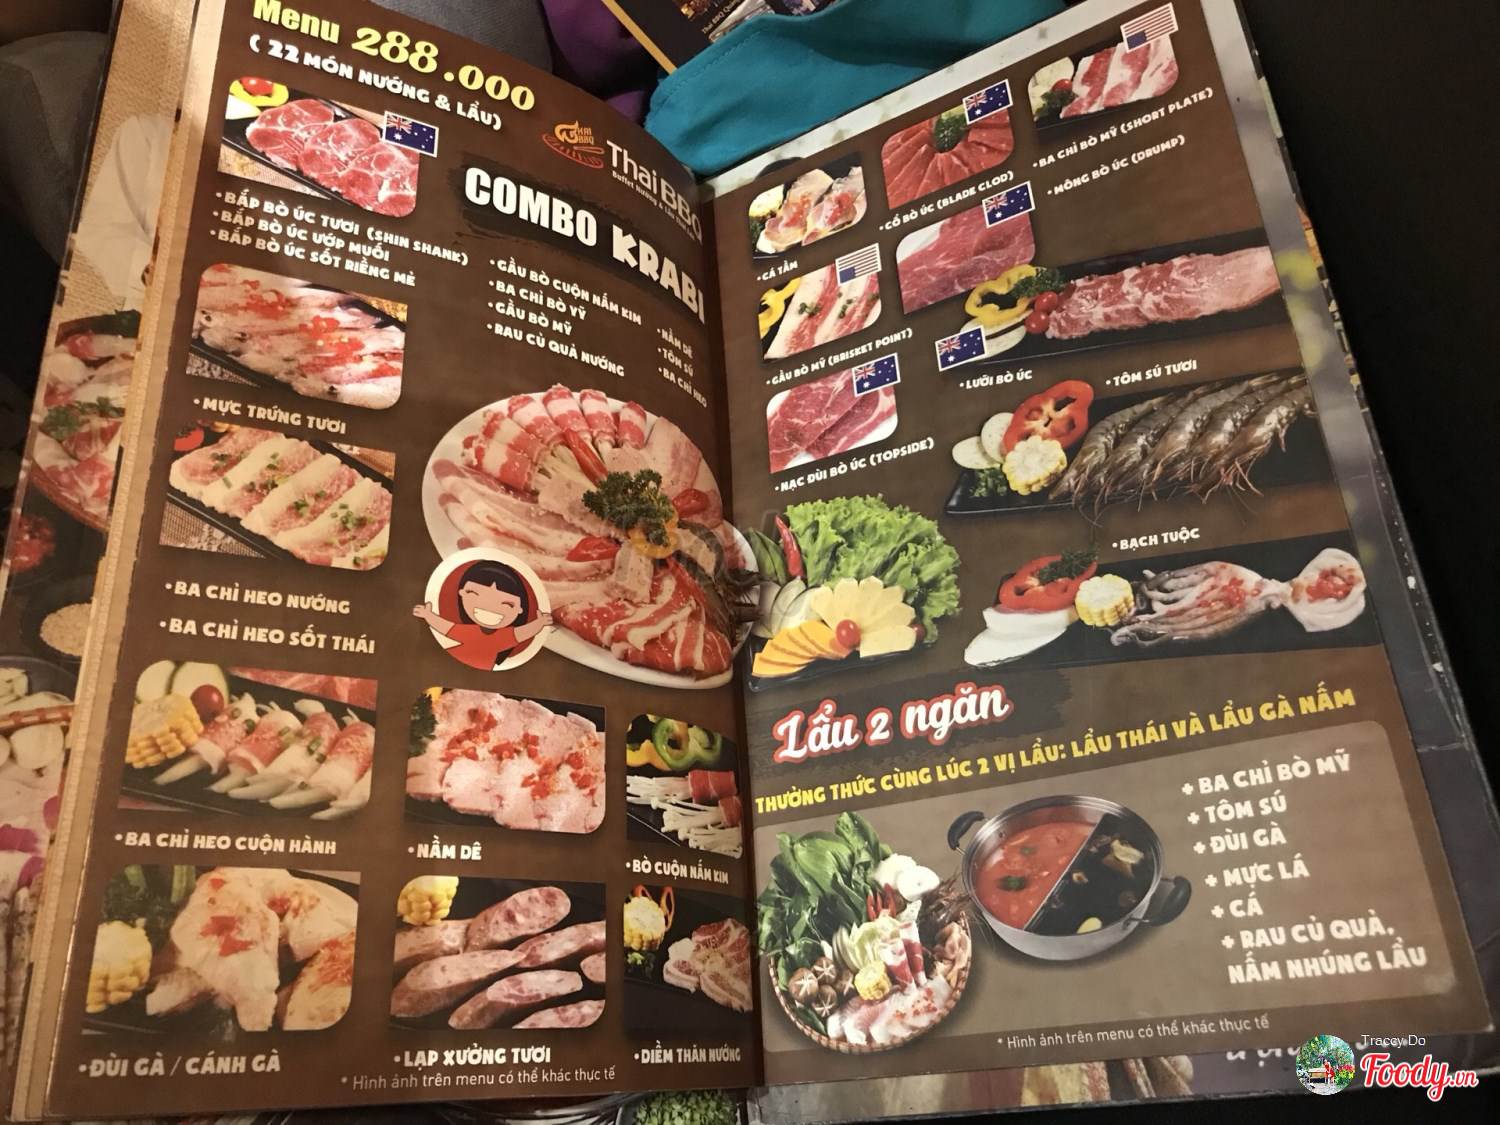 Menu 288.000
( 22 MÓN NƯỚNG & LẨU)
THAI BBQ
Thai BBQ
COMBO KRABI
• GẦU BÒ CUỘN NẤM KIM
• BA CHỈ BÒ YỸ
• GẦU BÒ MỸ
• RAU CỦ QUẢ NƯỚNG
• NẦM DÊ
• TÔM SÚ
• BA CHỈ HEO
• BẮP BÒ ÚC TƯƠI (SHIN SHANK)
• BẮP BÒ ÚC ƯỚP MUỐI
• BẮP BÒ ÚC SỐT RIỀNG MẺ
• MỰC TRỨNG TƯƠI
• BA CHỈ HEO NƯỚNG
• BA CHỈ HEO SỐT THÁI
• BA CHỈ HEO CUỘN HÀNH
• NẦM DÊ
• BÒ CUỘN NẤM KIM
• ĐÙI GÀ / CÁNH GÀ
• LẠP XƯỞNG TƯƠI
• DIỀM THĂN NƯỚNG
* Hình ảnh trên menu có thể khác thực tế
• BA CHỈ BÒ MỸ (SHORT PLATE)
• MÔNG BÒ ÚC (DRUMP)
• CỔ BÒ ÚC (BLADE CLOD)
• CÁ TẦM
• GẦU BÒ MỸ (BRISKET POINT)
• LƯỠI BÒ ÚC
• TÔM SÚ TƯƠI
• NẠC ĐÙI BÒ ÚC (TOPSIDE)
• BẠCH TUỘC
Lẩu 2 ngăn
THƯỞNG THỨC CÙNG LÚC 2 VỊ LẨU: LẨU THÁI VÀ LẨU GÀ NẤM
+ BA CHỈ BÒ MỸ
+ TÔM SÚ
+ ĐÙI GÀ
+ MỰC LÁ
+ CÁ
+ RAU CỦ QUẢ,
NẤM NHÚNG LẨU
* Hình ảnh trên menu có thể khác thực tế
Traccy Do
Foody.vn